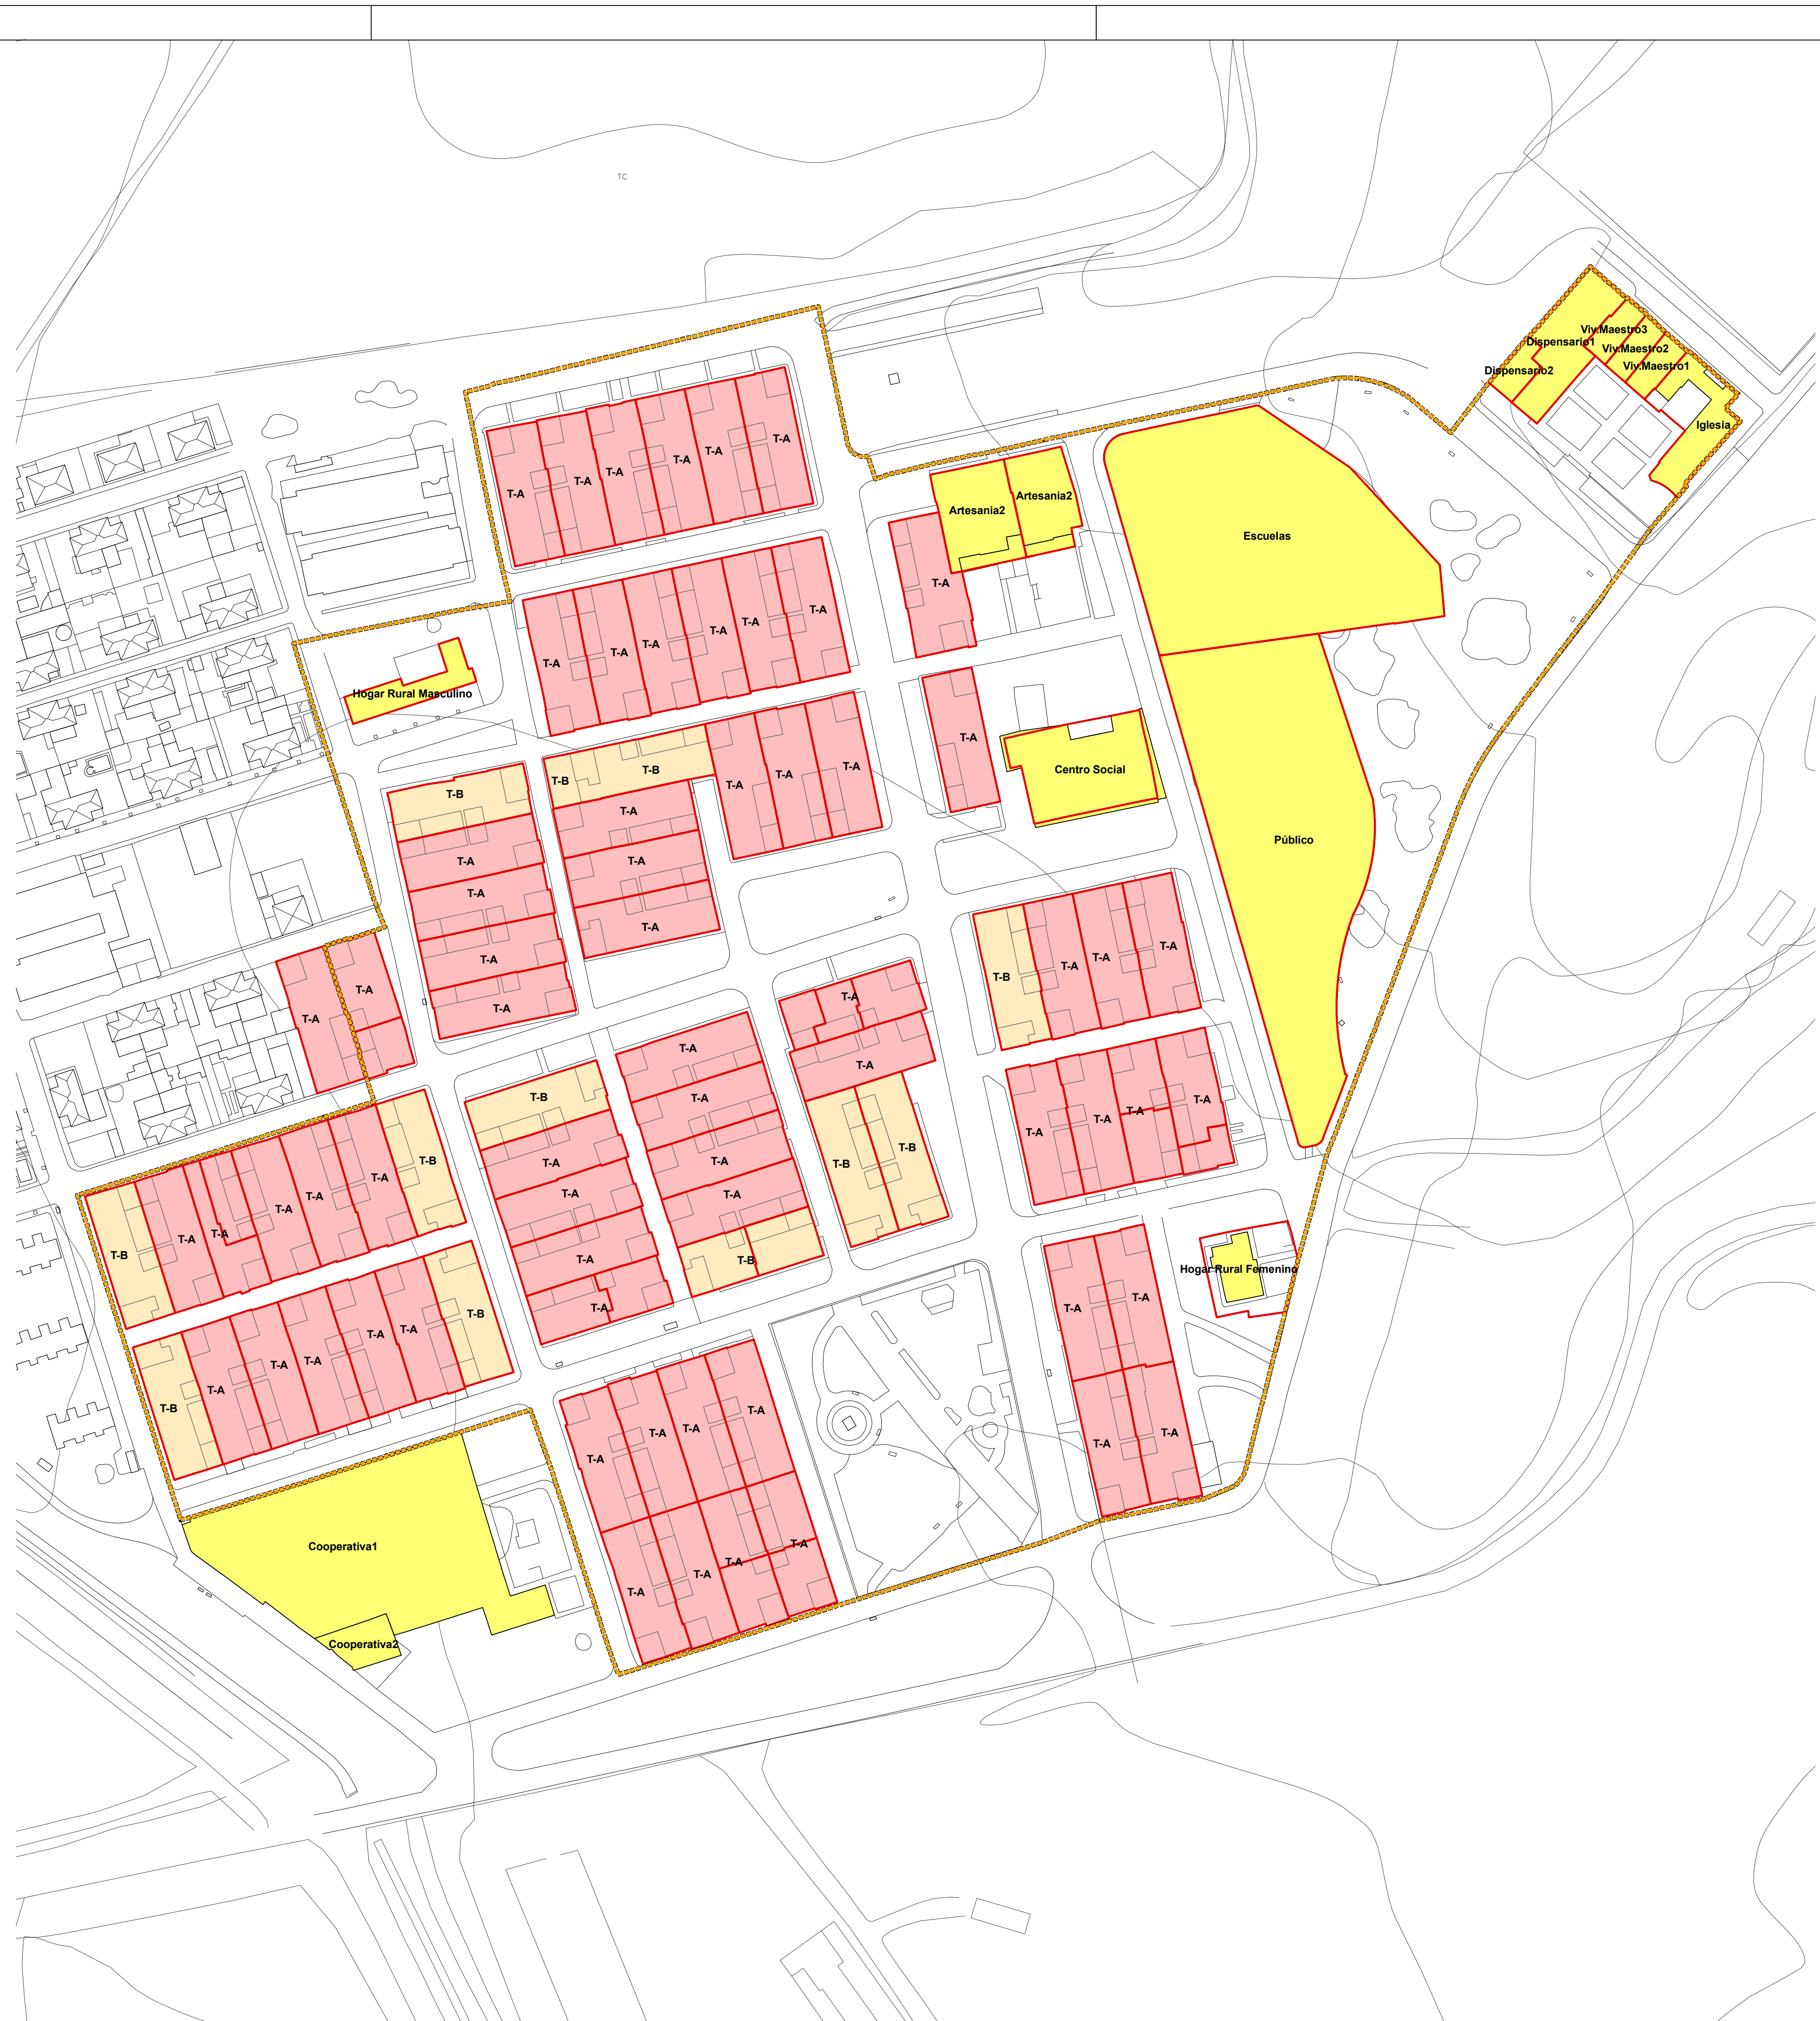 TC
Viv.Maestro3
Dispensario1
Viv.Maestro2
Viv.Maestro1
Dispensario2
Iglesia
T-A
T-A
T-A
T-A
T-A
T-A
Artesania2
Artesania2
Escuelas
T-A
T-A
T-A
T-A
T-A
T-A
T-A
Hogar Rural Masculino
T-A
Centro Social
T-B
T-B
T-B
T-A
T-A
T-A
T-A
T-A
T-A
T-A
T-A
T-A
T-A
Público
T-A
T-A
T-A
T-B
T-A
T-A
T-A
T-B
T-A
T-A
T-A
T-A
T-A
T-A
T-A
T-A
T-A
T-B
T-B
T-B
T-A
T-A
T-A
T-A
T-A
T-B
T-A
T-A
T-A
T-A
T-B
Hogar Rural Femenino
T-A
T-A
T-B
T-A
T-A
T-A
T-A
T-A
T-B
T-A
T-A
T-A
T-A
T-A
T-A
T-A
Cooperativa1
T-A
T-A
T-A
T-A
Cooperativa2